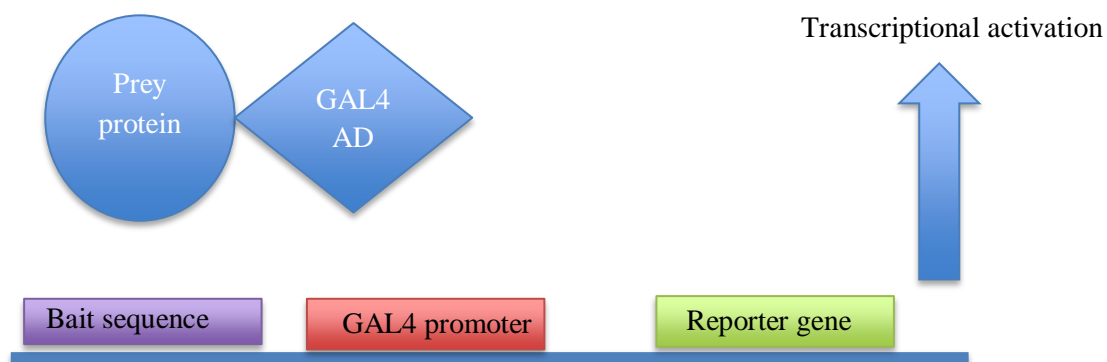 Transcriptional activation
Prey
protein
GAL4
AD
Bait sequence
GAL4 promoter
Reporter gene